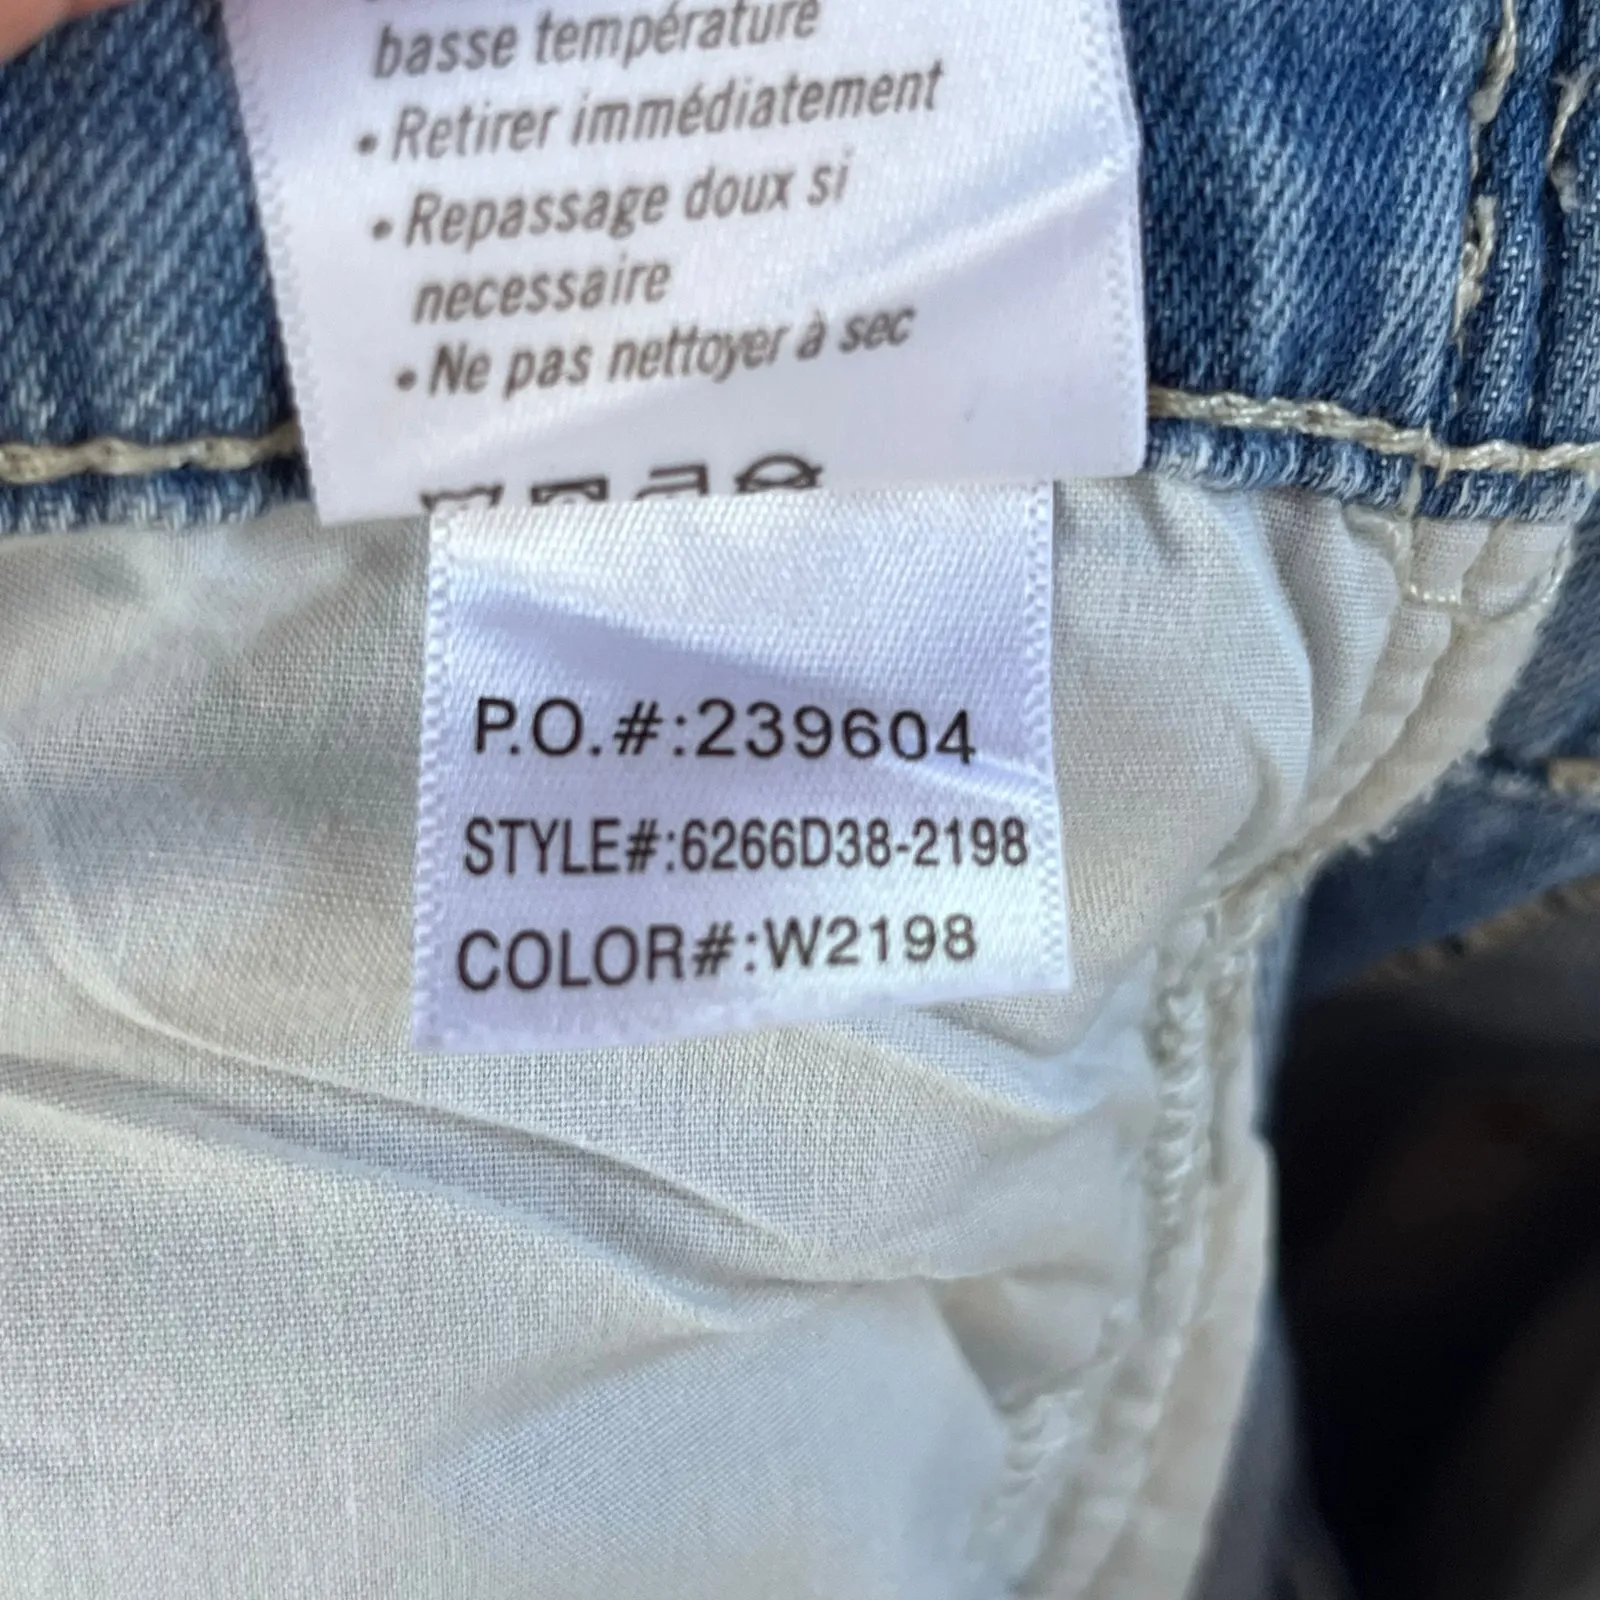 basse température
• Retirer immédiatement
• Repassage doux si
necessaire
• Ne pas nettoyer à sec
P.O.#:239604
STYLE#:6266D38-2198
COLOR#:W2198